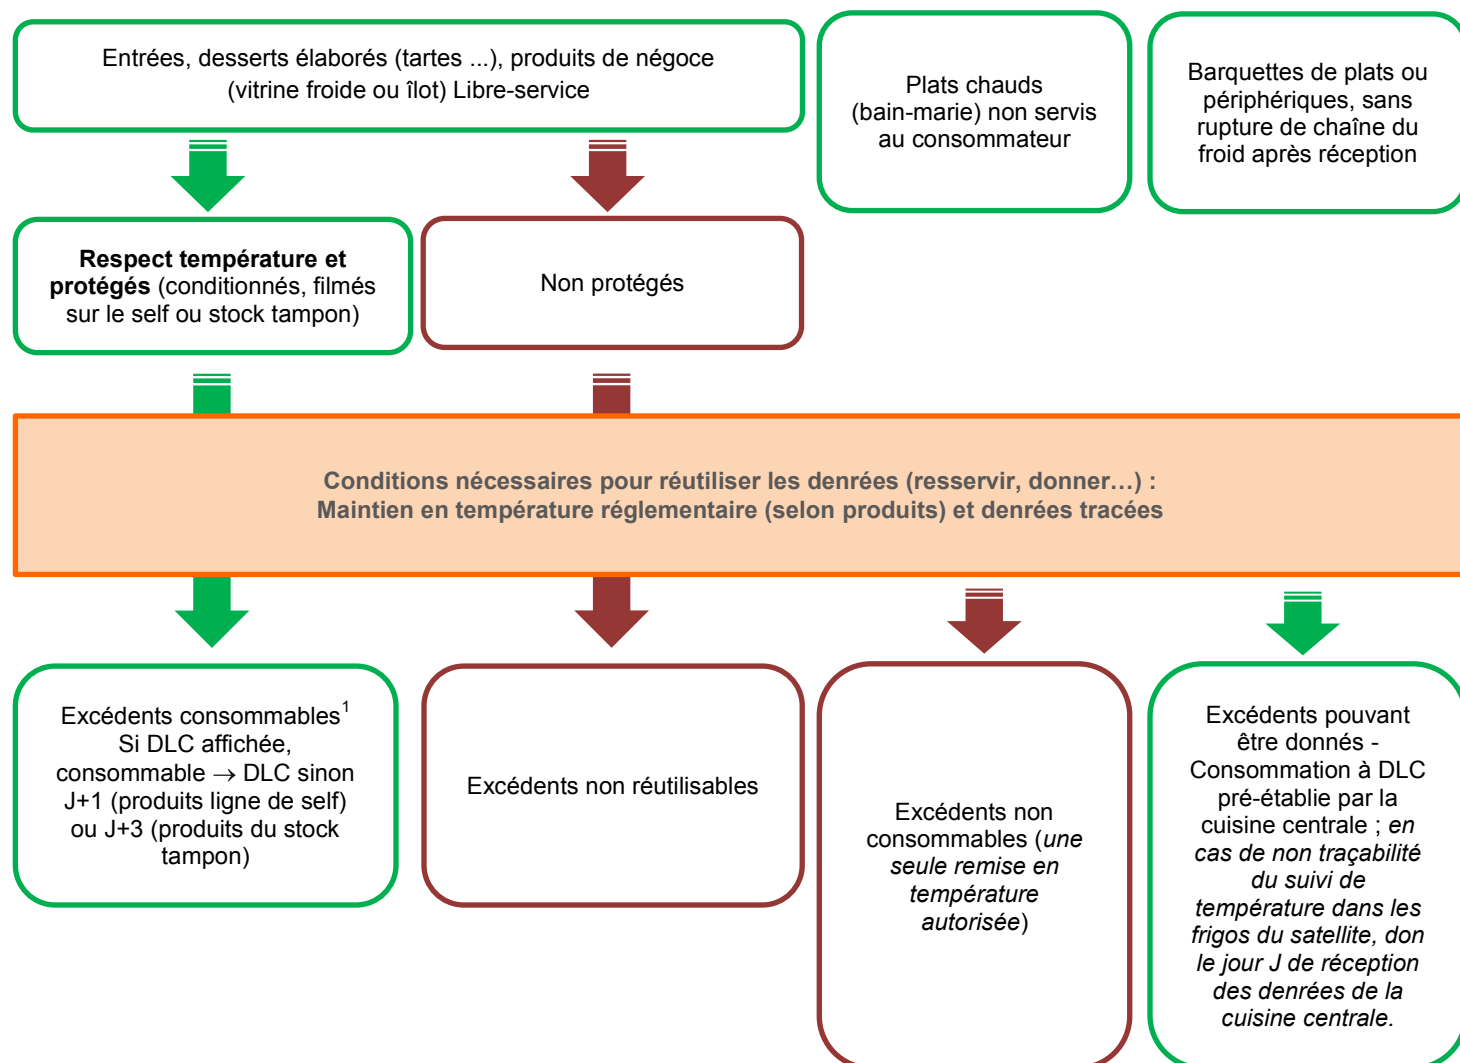 Entrées, desserts élaborés (tartes ...), produits de négoce
(vitrine froide ou îlot) Libre-service
Plats chauds
(bain-marie) non servis
au consommateur
Barquettes de plats ou
périphériques, sans
rupture de chaîne du
froid après réception
Respect température et
protégés (conditionnés, filmés
sur le self ou stock tampon)
Non protégés
Conditions nécessaires pour réutiliser les denrées (resservir, donner…) :
Maintien en température réglementaire (selon produits) et denrées tracées
Excédents consommables¹
Si DLC affichée,
consommable → DLC sinon
J+1 (produits ligne de self)
ou J+3 (produits du stock
tampon)
Excédents non réutilisables
Excédents non
consommables (une
seule remise en
température
autorisée)
Excédents pouvant
être donnés -
Consommation à DLC
pré-établie par la
cuisine centrale ; en
cas de non traçabilité
du suivi de
température dans les
frigos du satellite, don
le jour J de réception
des denrées de la
cuisine centrale.